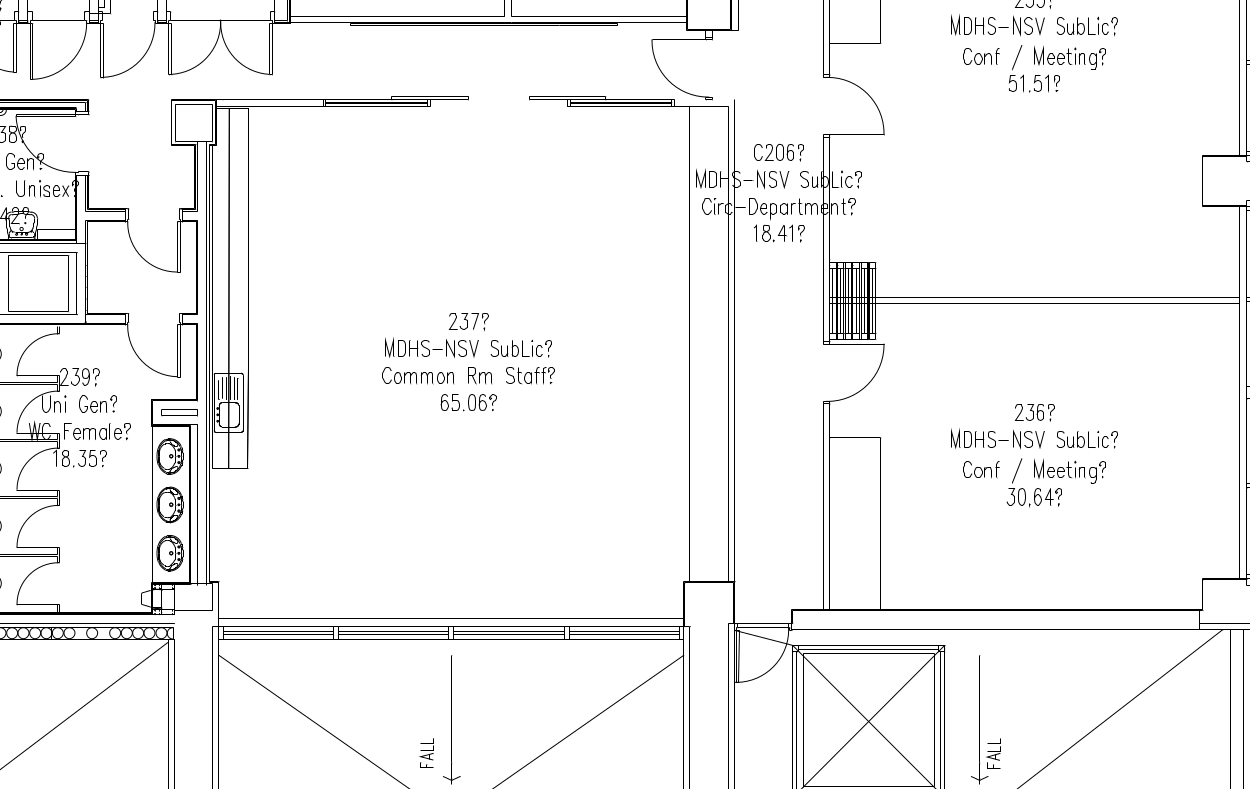 MDHS-NSV SubLic?
Conf / Meeting?
51.51?
38?
Gen?
. Unisex?
42?
C206?
MDHS-NSV SubLic?
Circ-Department?
18.41?
237?
MDHS-NSV SubLic?
Common Rm Staff?
65.06?
239?
Uni Gen?
WC Female?
18.35?
236?
MDHS-NSV SubLic?
Conf / Meeting?
30.64?
FALL
FALL